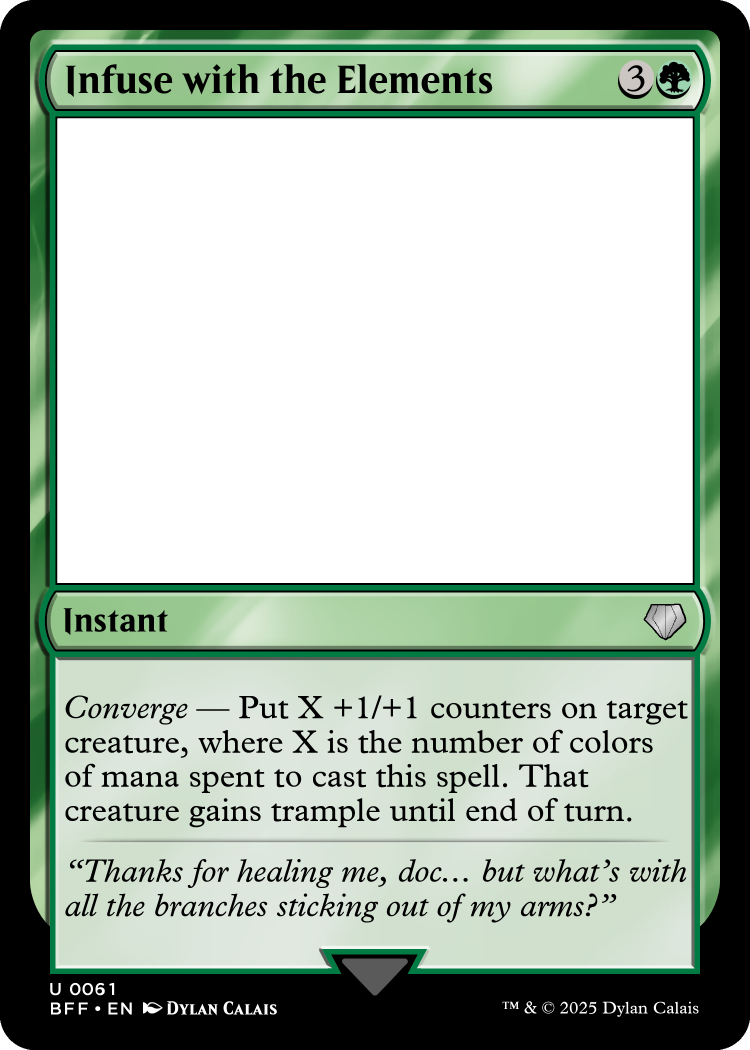 Infuse with the Elements 3
Instant
Converge — Put X +1/+1 counters on target
creature, where X is the number of colors
of mana spent to cast this spell. That
creature gains trample until end of turn.
“Thanks for healing me, doc… but what’s with
all the branches sticking out of my arms?”
U 0061
BFF • EN DYLAN CALAIS
™ & © 2025 Dylan Calais